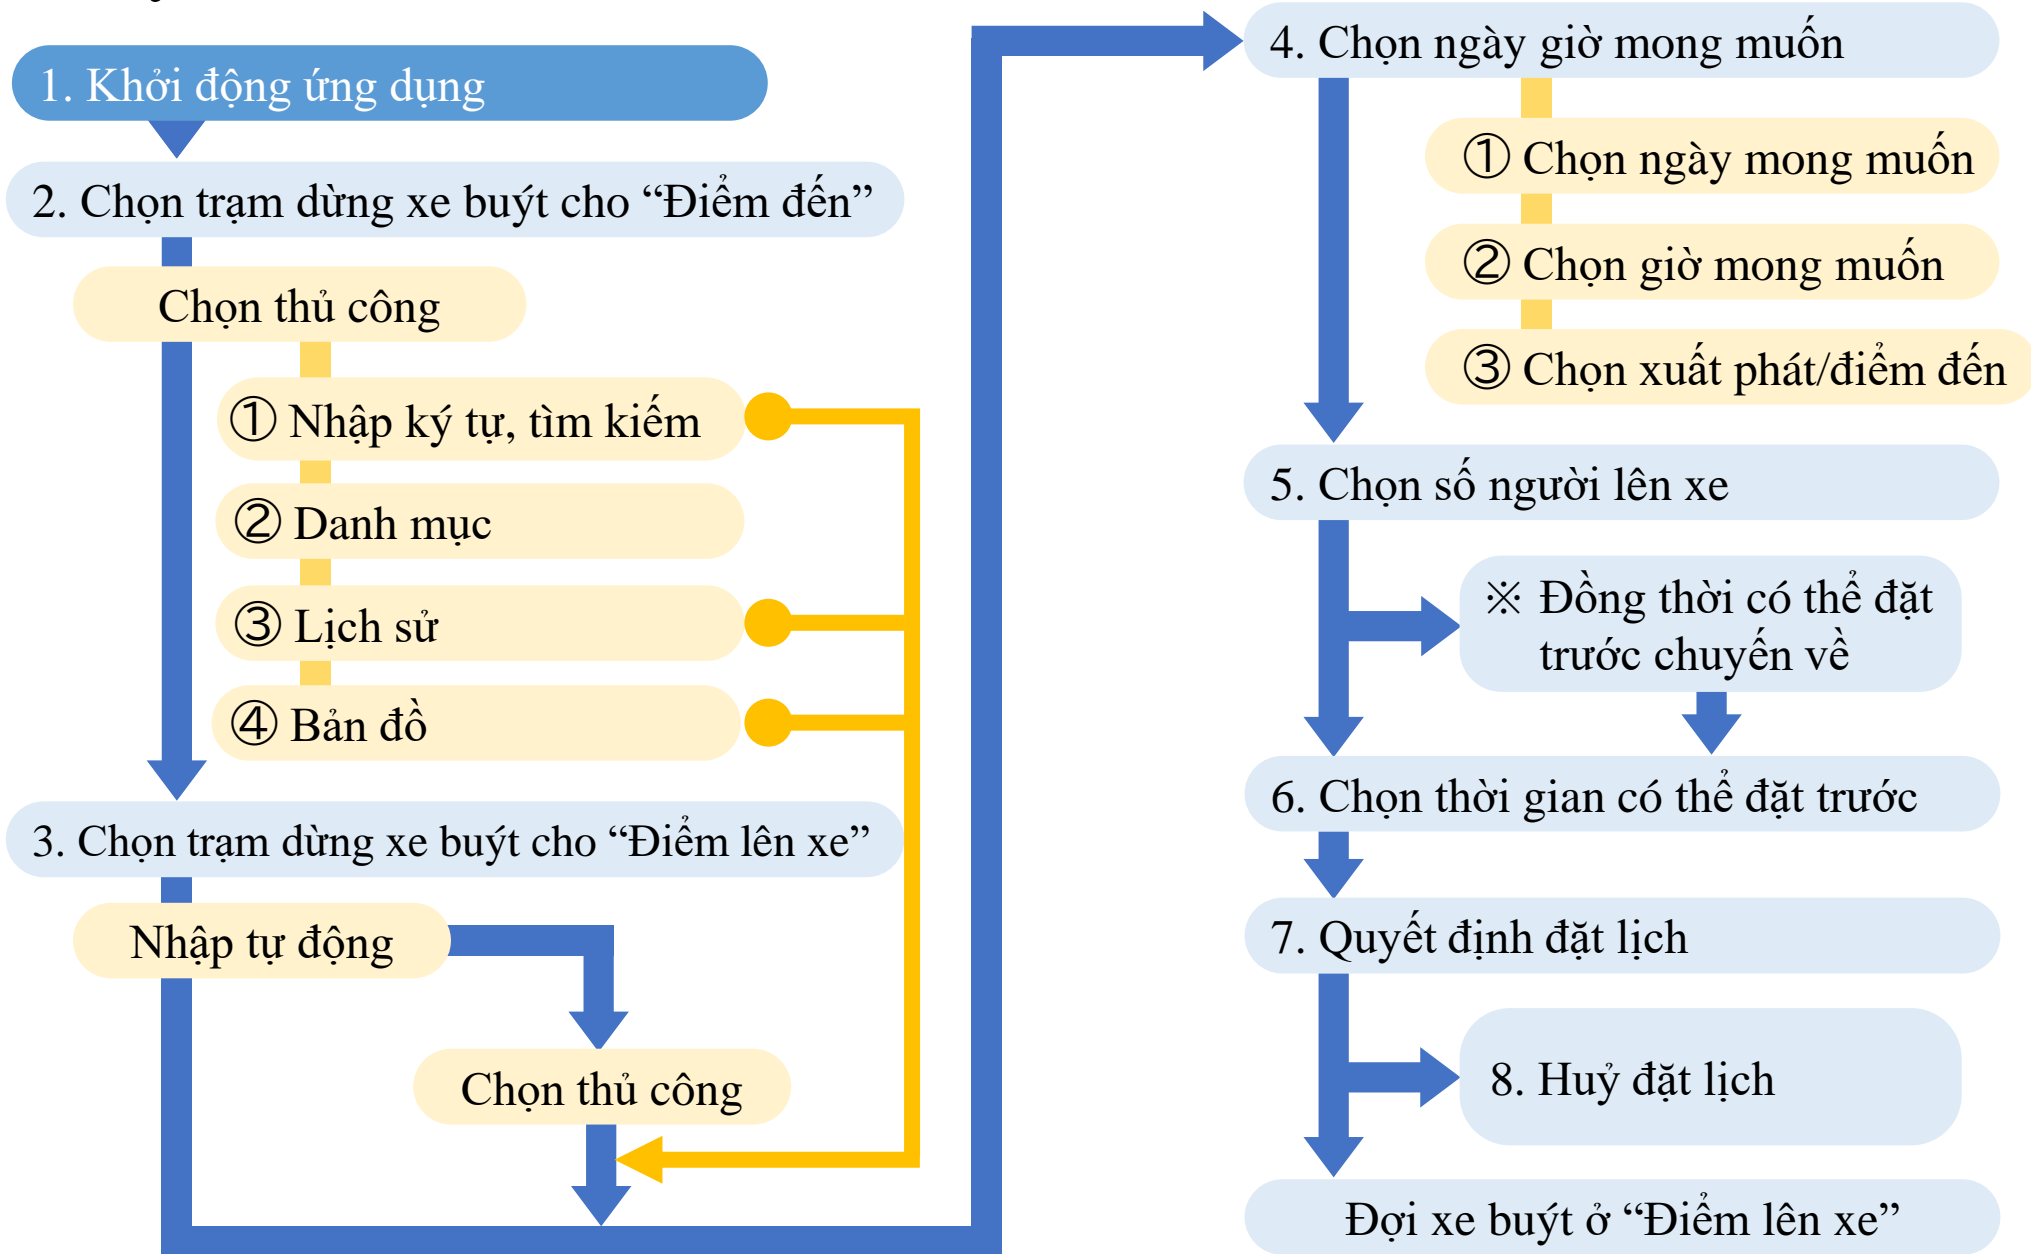 1. Khởi động ứng dụng
2. Chọn trạm dừng xe buýt cho “Điểm đến”
Chọn thủ công
① Nhập ký tự, tìm kiếm
② Danh mục
③ Lịch sử
④ Bản đồ
3. Chọn trạm dừng xe buýt cho “Điểm lên xe”
Nhập tự động
Chọn thủ công
4. Chọn ngày giờ mong muốn
① Chọn ngày mong muốn
② Chọn giờ mong muốn
③ Chọn xuất phát/điểm đến
5. Chọn số người lên xe
※ Đồng thời có thể đặt
trước chuyến về
6. Chọn thời gian có thể đặt trước
7. Quyết định đặt lịch
8. Huỷ đặt lịch
Đợi xe buýt ở “Điểm lên xe”